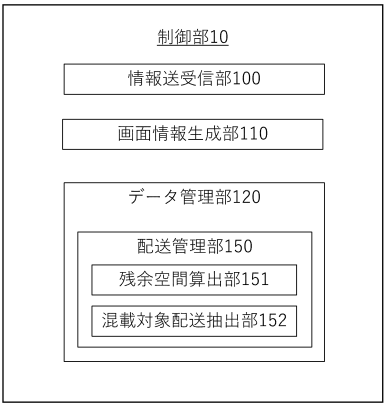 制御部10
情報送受信部100
画面情報生成部110
データ管理部120
配送管理部150
残余空間算出部151
混載対象配送抽出部152